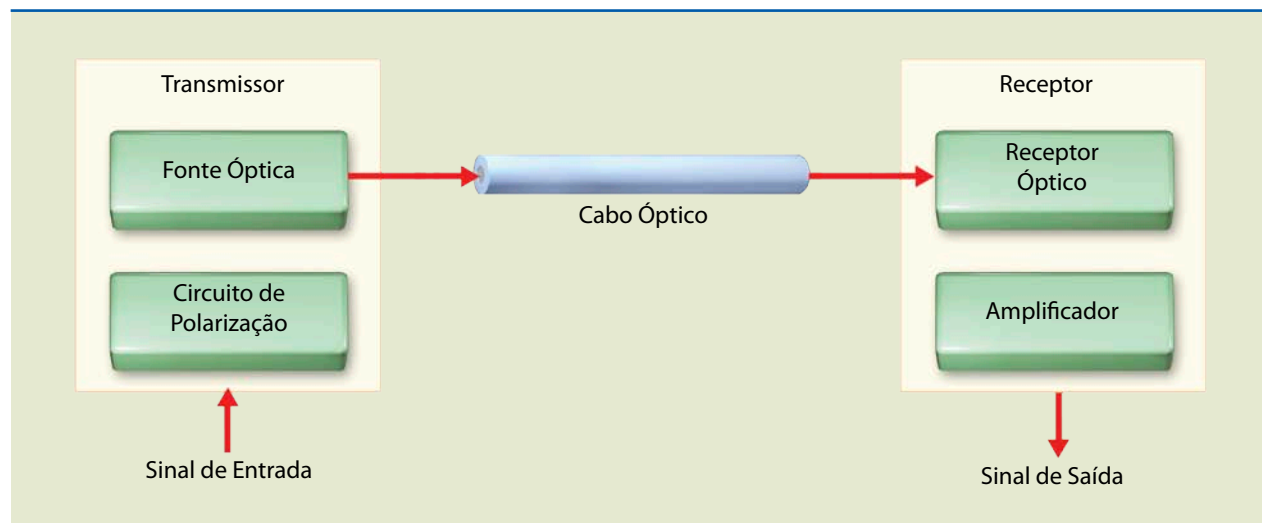 Transmissor
Fonte Óptica
Circuito de
Polarização
Sinal de Entrada
Cabo Óptico
Receptor
Receptor
Óptico
Amplificador
Sinal de Saída